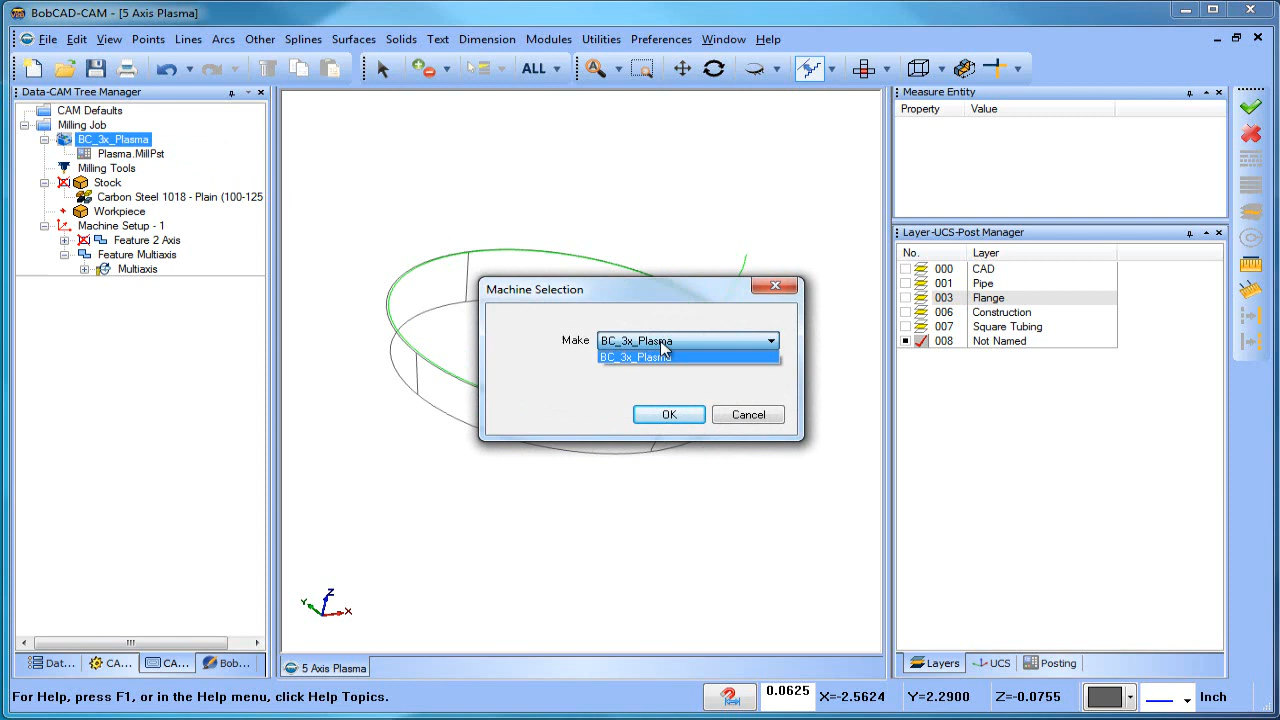 BobCAD-CAM - [5 Axis Plasma]
File Edit View Points Lines Arcs Other Splines Surfaces Solids Text Dimension Modules Utilities Preferences Window Help
ALL
Data-CAM Tree Manager
CAM Defaults
Milling Job
BC_3x_Plasma
Plasma.MillPst
Milling Tools
Stock
Carbon Steel 1018 - Plain (100-125
Workpiece
Machine Setup - 1
Feature 2 Axis
Feature Multiaxis
Multiaxis
Dat...
CA...
CA...
Bob...
Machine Selection
Make
BC_3x_Plasma
BC_3x_Plasma
OK
Cancel
Z
Y
X
5 Axis Plasma
Measure Entity
Property Value
Layer-UCS-Post Manager
No. Layer
000 CAD
001 Pipe
003 Flange
006 Construction
007 Square Tubing
008 Not Named
Layers
UCS
Posting
For Help, press F1, or in the Help menu, click Help Topics.
0.0625
X=-2.5624
Y=2.2900
Z=-0.0755
Inch